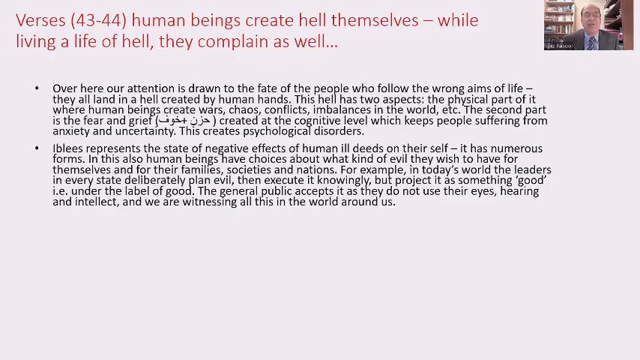 Verses (43-44) human beings create hell themselves – while
living a life of hell, they complain as well…
• Over here our attention is drawn to the fate of the people who follow the wrong aims of life –
they all land in a hell created by human hands. This hell has two aspects: the physical part of it
where human beings create wars, chaos, conflicts, imbalances in the world, etc. The second part
is the fear and grief (حزن +خوف ) created at the cognitive level which keeps people suffering from
anxiety and uncertainty. This creates psychological disorders.
• Iblees represents the state of negative effects of human ill deeds on their self – it has numerous
forms. In this also human beings have choices about what kind of evil they wish to have for
themselves and for their families, societies and nations. For example, in today's world the leaders
in every state deliberately plan evil, then execute it knowingly, but project it as something 'good'
i.e. under the label of good. The general public accepts it as they do not use their eyes, hearing
and intellect, and we are witnessing all this in the world around us.